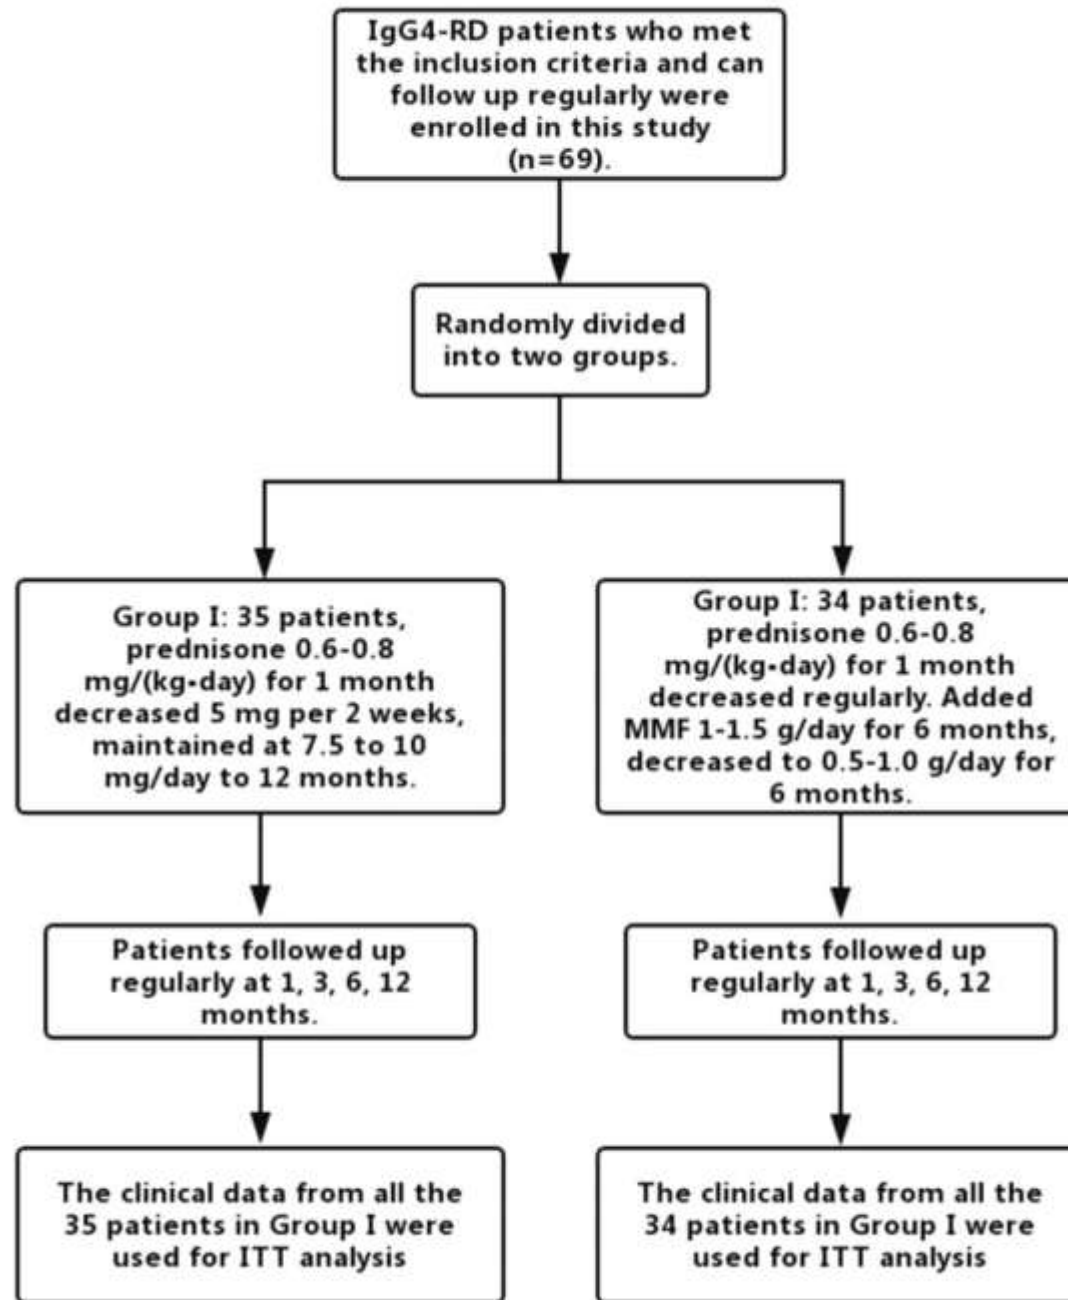 IgG4-RD patients who met
the inclusion criteria and can
follow up regularly were
enrolled in this study
(n=69).
Randomly divided
into two groups.
Group I: 35 patients,
prednisone 0.6-0.8
mg/(kg•day) for 1 month
decreased 5 mg per 2 weeks,
maintained at 7.5 to 10
mg/day to 12 months.
Group I: 34 patients,
prednisone 0.6-0.8
mg/(kg•day) for 1 month
decreased regularly. Added
MMF 1-1.5 g/day for 6 months,
decreased to 0.5-1.0 g/day for
6 months.
Patients followed up
regularly at 1, 3, 6, 12
months.
Patients followed up
regularly at 1, 3, 6, 12
months.
The clinical data from all the
35 patients in Group I were
used for ITT analysis
The clinical data from all the
34 patients in Group I were
used for ITT analysis